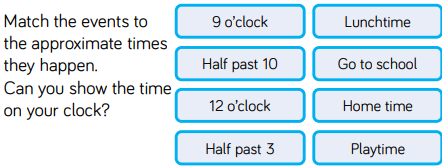 Match the events to
the approximate times
they happen.
Can you show the time
on your clock?
9 o'clock
Lunchtime
Half past 10
Go to school
12 o'clock
Home time
Half past 3
Playtime